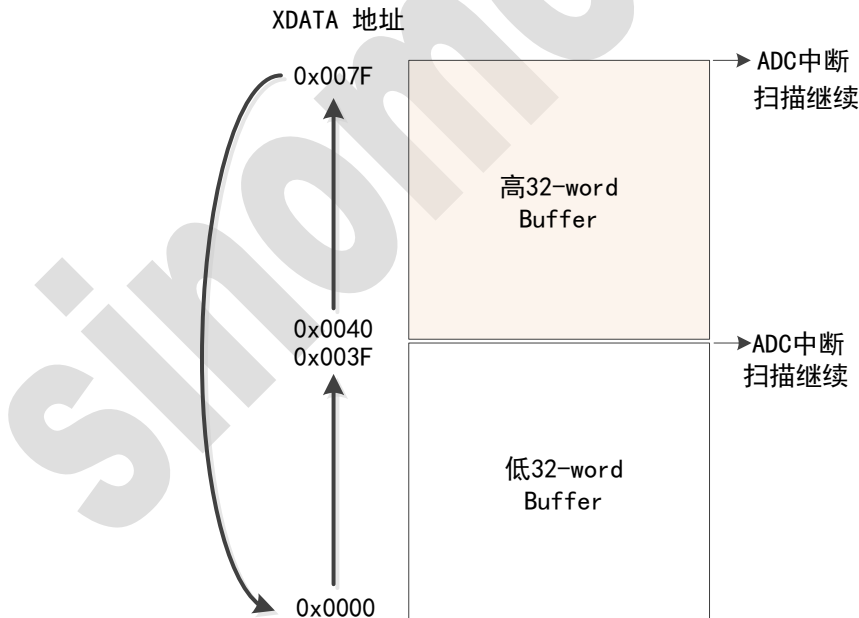 XDATA 地址
0x007F
ADC中断
扫描继续
高32-word
Buffer
0x0040
0x003F
ADC中断
扫描继续
低32-word
Buffer
0x0000